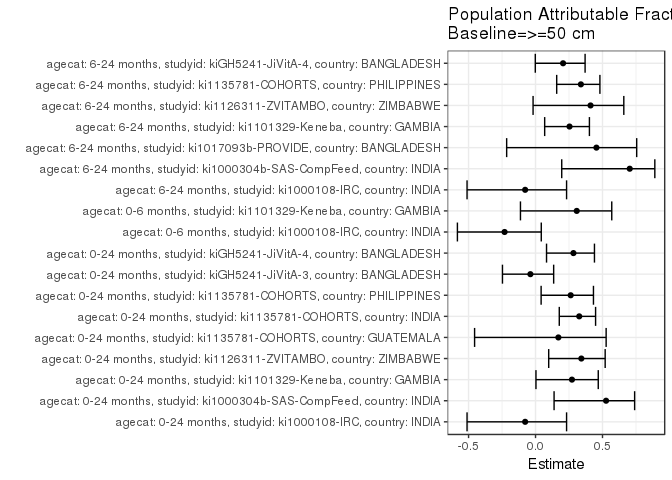 Population Attributable Fract
Baseline=>=50 cm
agecat: 6-24 months, studyid: kiGH5241-JiVitA-4, country: BANGLADESH
agecat: 6-24 months, studyid: ki1135781-COHORTS, country: PHILIPPINES
agecat: 6-24 months, studyid: ki1126311-ZVITAMBO, country: ZIMBABWE
agecat: 6-24 months, studyid: ki1101329-Keneba, country: GAMBIA
agecat: 6-24 months, studyid: ki1017093b-PROVIDE, country: BANGLADESH
agecat: 6-24 months, studyid: ki1000304b-SAS-CompFeed, country: INDIA
agecat: 6-24 months, studyid: ki1000108-IRC, country: INDIA
agecat: 0-6 months, studyid: ki1101329-Keneba, country: GAMBIA
agecat: 0-6 months, studyid: ki1000108-IRC, country: INDIA
agecat: 0-24 months, studyid: kiGH5241-JiVitA-4, country: BANGLADESH
agecat: 0-24 months, studyid: kiGH5241-JiVitA-3, country: BANGLADESH
agecat: 0-24 months, studyid: ki1135781-COHORTS, country: PHILIPPINES
agecat: 0-24 months, studyid: ki1135781-COHORTS, country: INDIA
agecat: 0-24 months, studyid: ki1135781-COHORTS, country: GUATEMALA
agecat: 0-24 months, studyid: ki1126311-ZVITAMBO, country: ZIMBABWE
agecat: 0-24 months, studyid: ki1101329-Keneba, country: GAMBIA
agecat: 0-24 months, studyid: ki1000304b-SAS-CompFeed, country: INDIA
agecat: 0-24 months, studyid: ki1000108-IRC, country: INDIA
-0.5 0.0 0.5
Estimate